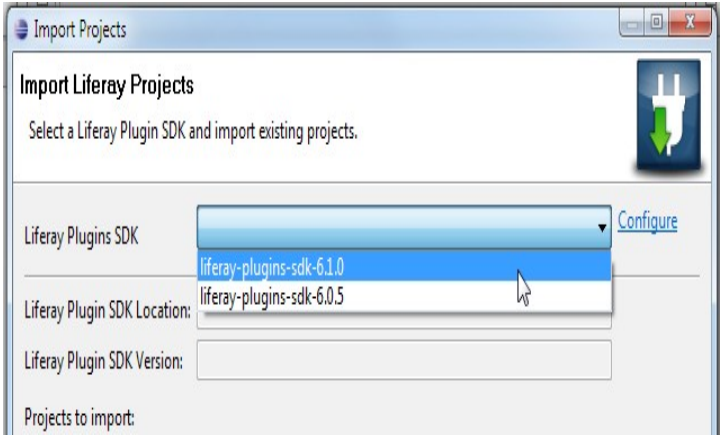 Import Projects
Import Liferay Projects
Select a Liferay Plugin SDK and import existing projects.
Liferay Plugins SDK
Configure
liferay-plugins-sdk-6.1.0
liferay-plugins-sdk-6.0.5
Liferay Plugin SDK Location:
Liferay Plugin SDK Version:
Projects to import: